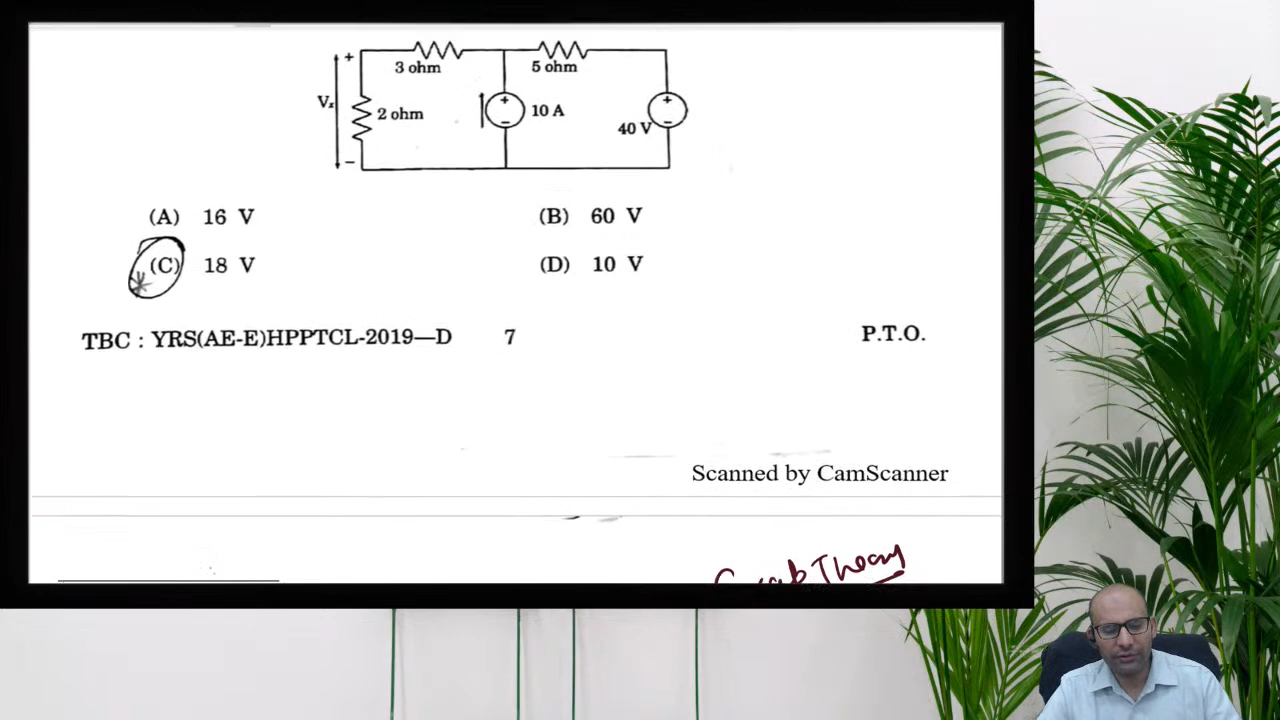 +
3 ohm 5 ohm
Vx 2 ohm + − 10 A + −
40 V
−
(A) 16 V (B) 60 V
(C) 18 V (D) 10 V
TBC : YRS(AE-E)HPPTCL-2019—D 7 P.T.O.
Scanned by CamScanner
Theory